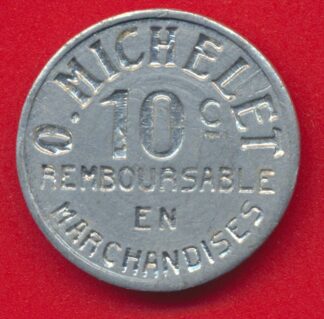 O. MICHELET
10 C
REMBOURSABLE
EN
MARCHANDISES